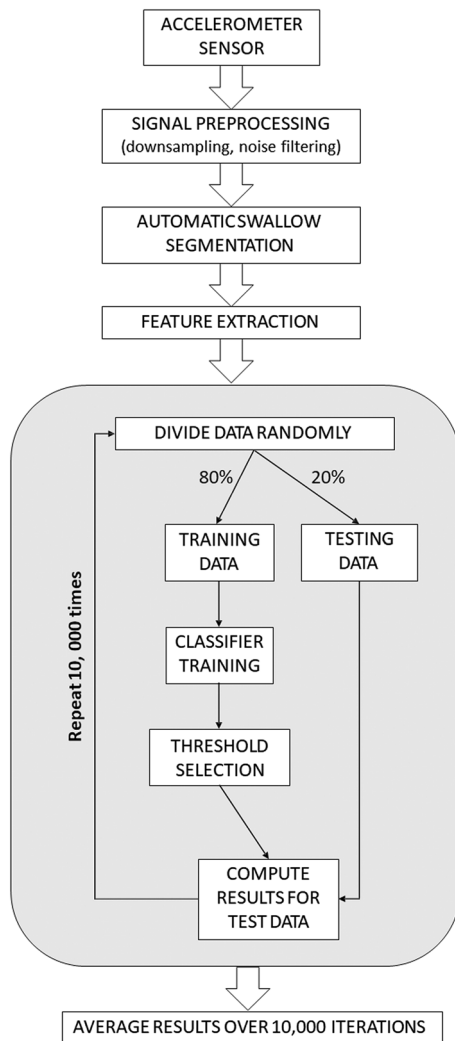 ACCELEROMETER
SENSOR
SIGNAL PREPROCESSING
(downsampling, noise filtering)
AUTOMATIC SWALLOW
SEGMENTATION
FEATURE EXTRACTION
DIVIDE DATA RANDOMLY
80%
20%
TRAINING
DATA
TESTING
DATA
CLASSIFIER
TRAINING
THRESHOLD
SELECTION
Repeat 10, 000 times
COMPUTE
RESULTS FOR
TEST DATA
AVERAGE RESULTS OVER 10,000 ITERATIONS